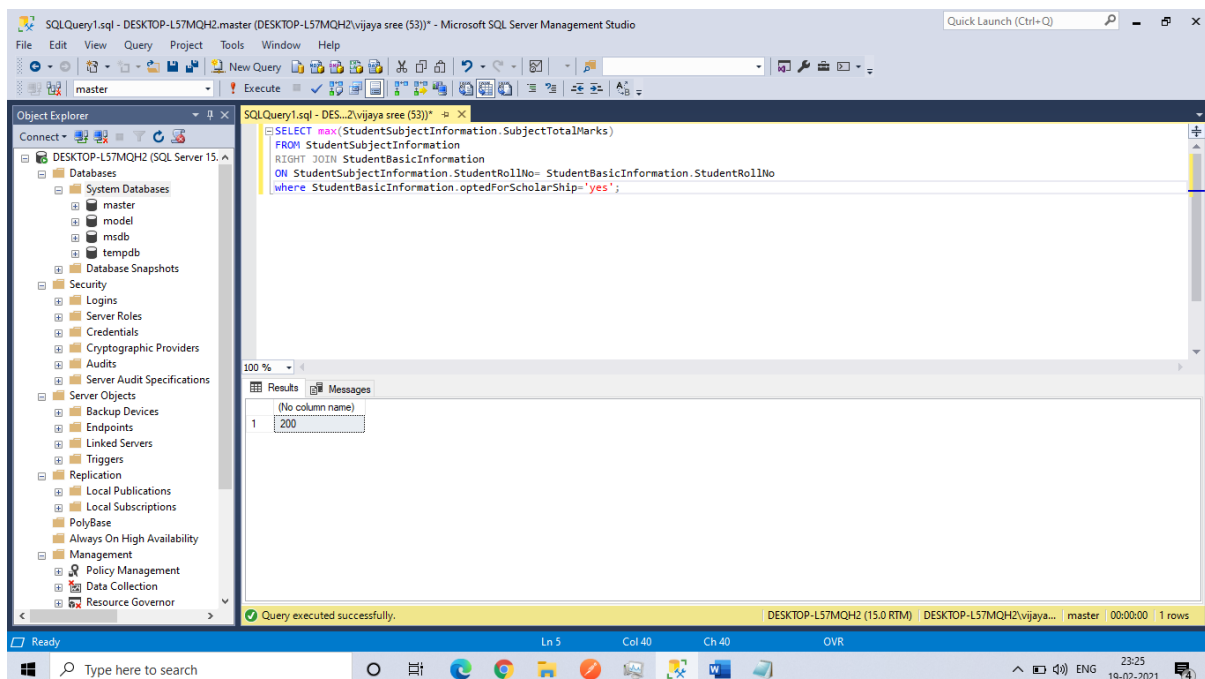 SQLQuery1.sql - DESKTOP-L57MQH2.master (DESKTOP-L57MQH2\vijaya sree (53))* - Microsoft SQL Server Management Studio
Quick Launch (Ctrl+Q)
File Edit View Query Project Tools Window Help
New Query
master
Execute
Object Explorer
SQLQuery1.sql - DES...2\vijaya sree (53))*
Connect
SELECT max(StudentSubjectInformation.SubjectTotalMarks)
FROM StudentSubjectInformation
RIGHT JOIN StudentBasicInformation
ON StudentSubjectInformation.StudentRollNo= StudentBasicInformation.StudentRollNo
where StudentBasicInformation.optedForScholarShip='yes';
DESKTOP-L57MQH2 (SQL Server 15.
Databases
System Databases
master
model
msdb
tempdb
Database Snapshots
Security
Logins
Server Roles
Credentials
Cryptographic Providers
Audits
Server Audit Specifications
Server Objects
Backup Devices
Endpoints
Linked Servers
Triggers
Replication
Local Publications
Local Subscriptions
PolyBase
Always On High Availability
Management
Policy Management
Data Collection
Resource Governor
100 %
Results Messages
(No column name)
1 200
Query executed successfully.
DESKTOP-L57MQH2 (15.0 RTM) DESKTOP-L57MQH2\vijaya... master 00:00:00 1 rows
Ready Ln 5 Col 40 Ch 40 OVR
Type here to search
ENG
23:25
19-02-2021
4